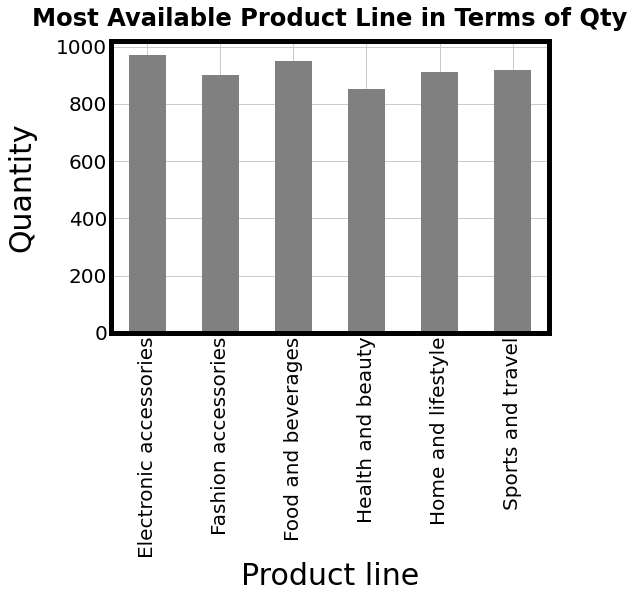 Most Available Product Line in Terms of Qty
1000
800
600
400
200
0
Quantity
Electronic accessories
Fashion accessories
Food and beverages
Health and beauty
Home and lifestyle
Sports and travel
Product line